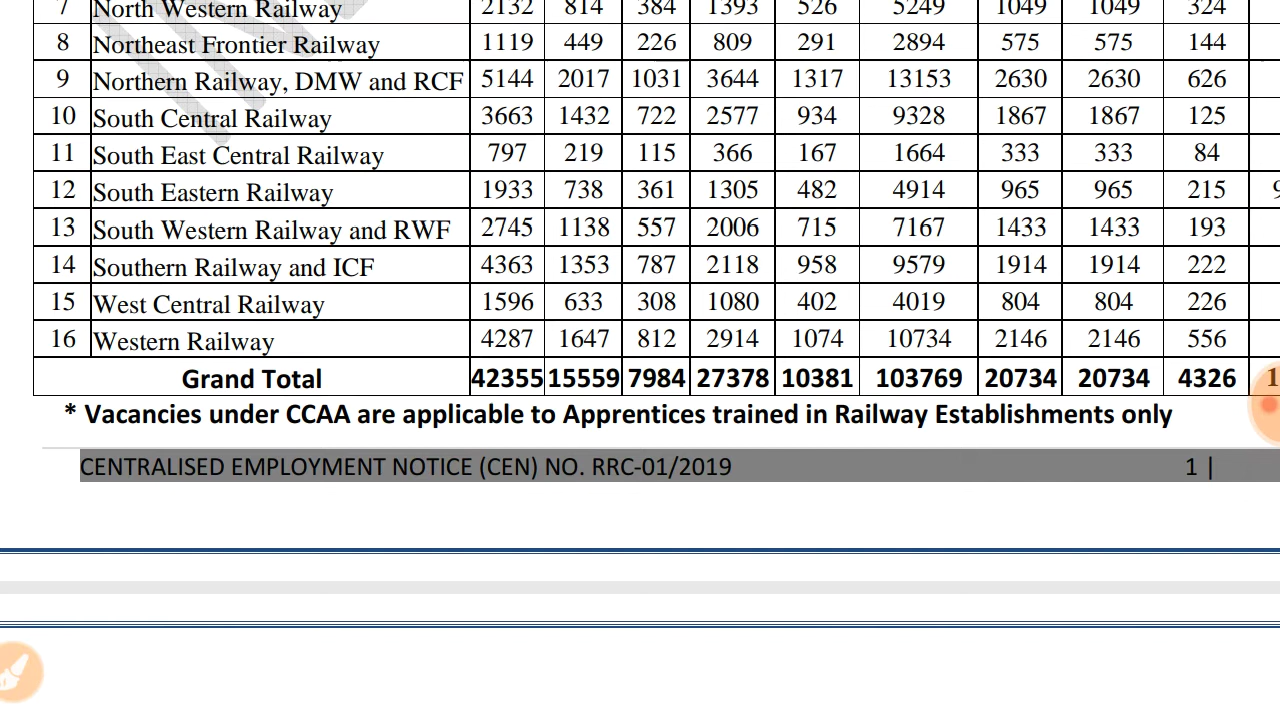 7 North Western Railway 2132 814 384 1393 526 5249 1049 1049 324
8 Northeast Frontier Railway 1119 449 226 809 291 2894 575 575 144
9 Northern Railway, DMW and RCF 5144 2017 1031 3644 1317 13153 2630 2630 626
10 South Central Railway 3663 1432 722 2577 934 9328 1867 1867 125
11 South East Central Railway 797 219 115 366 167 1664 333 333 84
12 South Eastern Railway 1933 738 361 1305 482 4914 965 965 215
13 South Western Railway and RWF 2745 1138 557 2006 715 7167 1433 1433 193
14 Southern Railway and ICF 4363 1353 787 2118 958 9579 1914 1914 222
15 West Central Railway 1596 633 308 1080 402 4019 804 804 226
16 Western Railway 4287 1647 812 2914 1074 10734 2146 2146 556
Grand Total 42355 15559 7984 27378 10381 103769 20734 20734 4326
* Vacancies under CCAA are applicable to Apprentices trained in Railway Establishments only
CENTRALISED EMPLOYMENT NOTICE (CEN) NO. RRC-01/2019 1 |